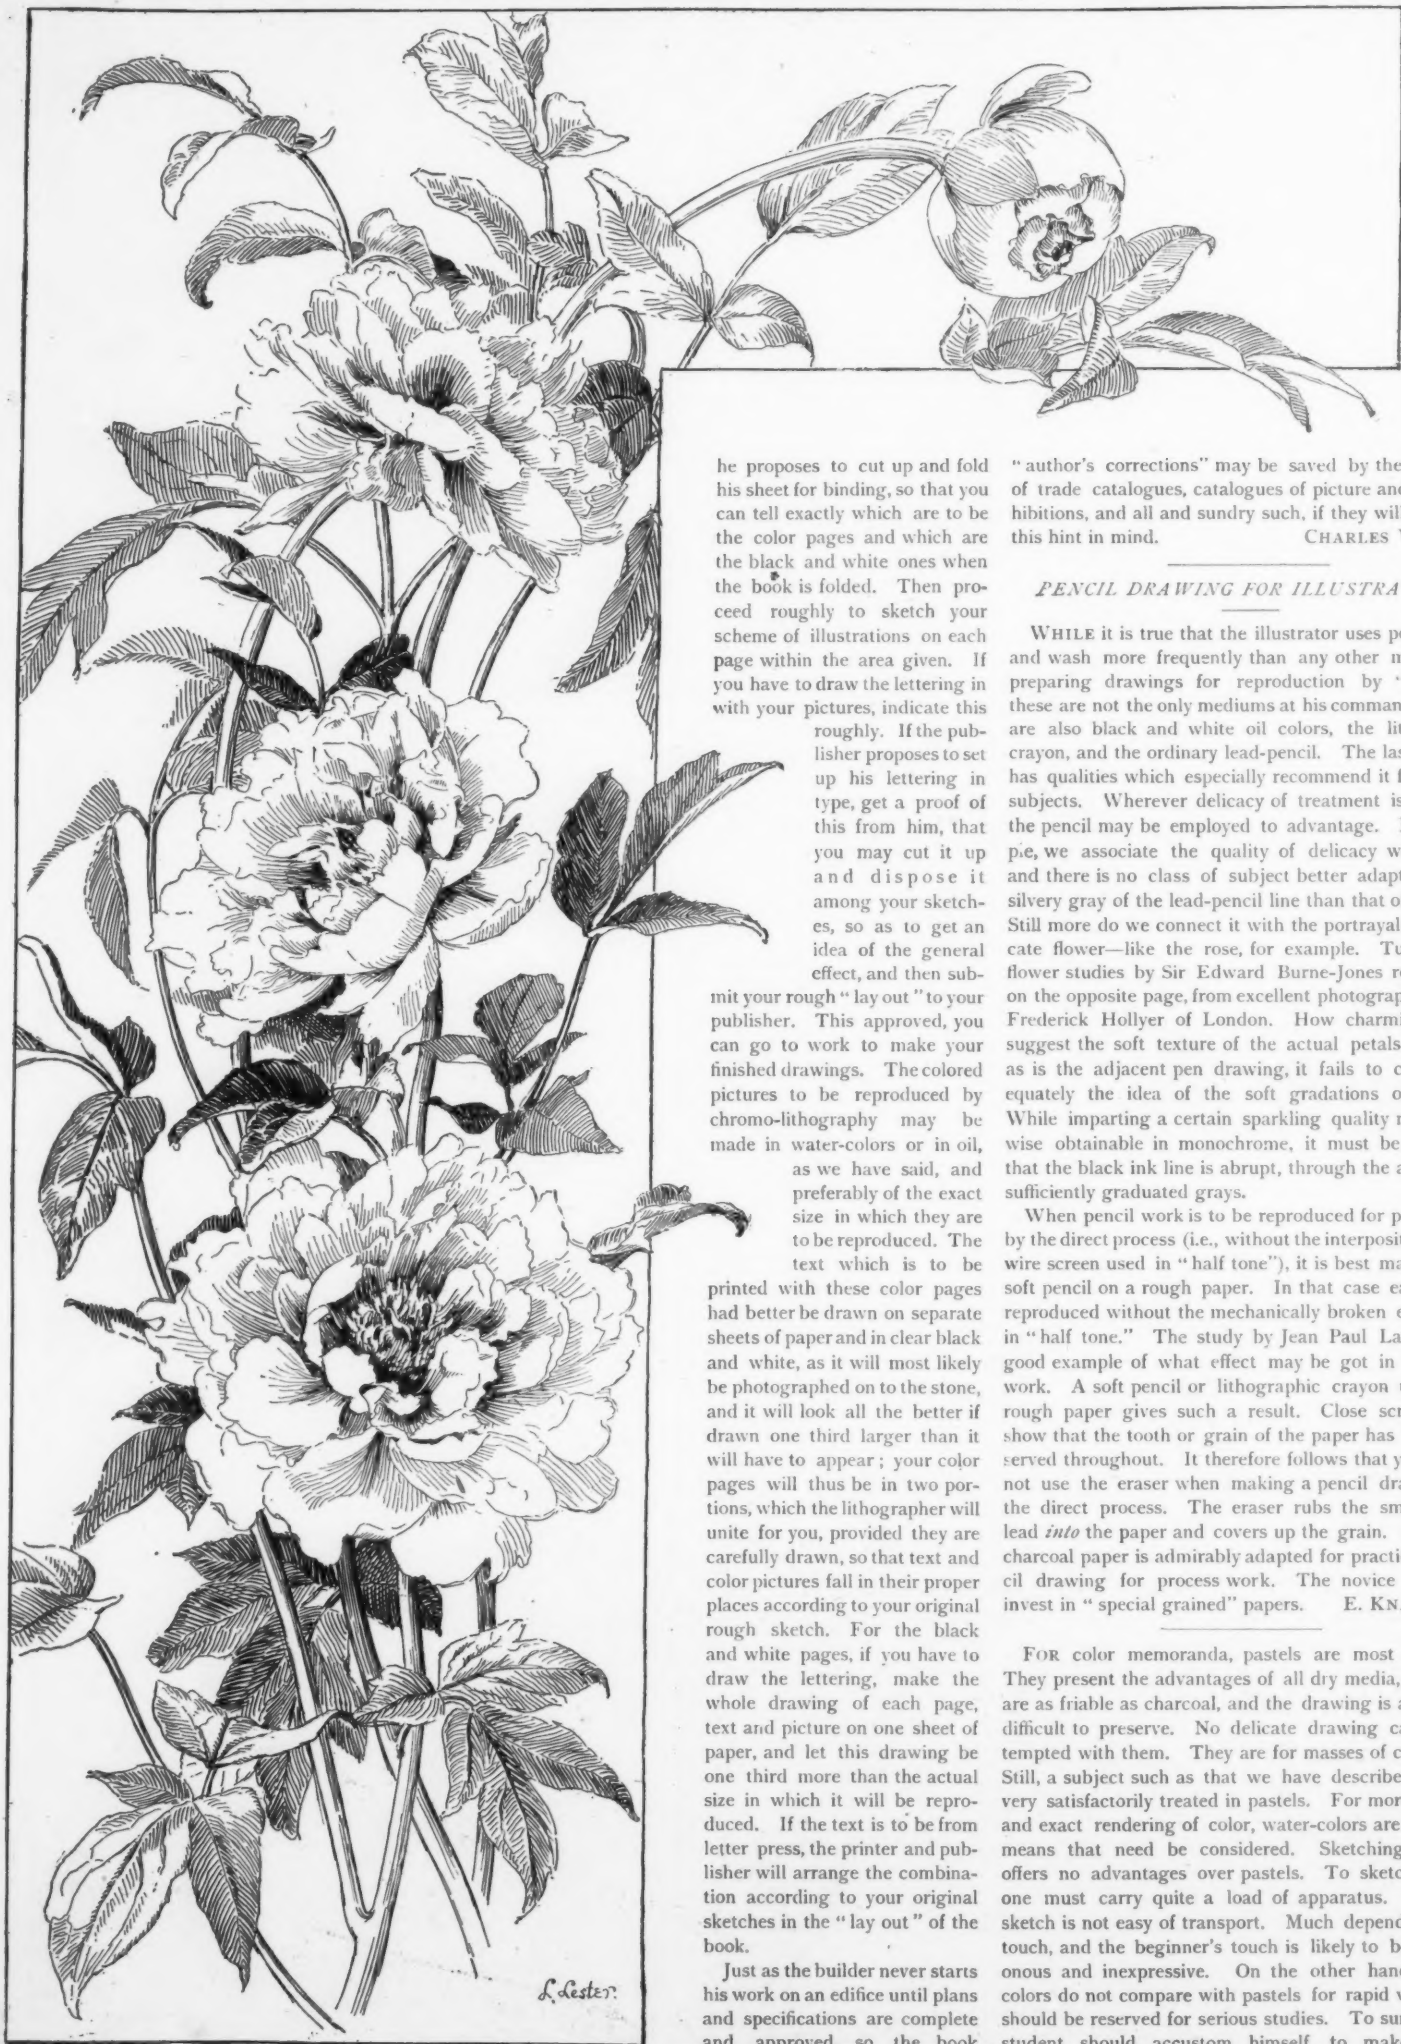 he proposes to cut up and fold
his sheet for binding, so that you
can tell exactly which are to be
the color pages and which are
the black and white ones when
the book is folded. Then pro-
ceed roughly to sketch your
scheme of illustrations on each
page within the area given. If
you have to draw the lettering in
with your pictures, indicate this
roughly. If the pub-
lisher proposes to set
up his lettering in
type, get a proof of
this from him, that
you may cut it up
and dispose it
among your sketch-
es, so as to get an
idea of the general
effect, and then sub-
mit your rough “ lay out ” to your
publisher. This approved, you
can go to work to make your
finished drawings. The colored
pictures to be reproduced by
chromo-lithography may be
made in water-colors or in oil,
as we have said, and
preferably of the exact
size in which they are
to be reproduced. The
text which is to be
printed with these color pages
had better be drawn on separate
sheets of paper and in clear black
and white, as it will most likely
be photographed on to the stone,
and it will look all the better if
drawn one third larger than it
will have to appear ; your color
pages will thus be in two por-
tions, which the lithographer will
unite for you, provided they are
carefully drawn, so that text and
color pictures fall in their proper
places according to your original
rough sketch. For the black
and white pages, if you have to
draw the lettering, make the
whole drawing of each page,
text and picture on one sheet of
paper, and let this drawing be
one third more than the actual
size in which it will be repro-
duced. If the text is to be from
letter press, the printer and pub-
lisher will arrange the combina-
tion according to your original
sketches in the “ lay out ” of the
book.
Just as the builder never starts
his work on an edifice until plans
and specifications are complete
and approved, so the book
“ author's corrections” may be saved by the
of trade catalogues, catalogues of picture and
hibitions, and all and sundry such, if they will
this hint in mind. CHARLES
PENCIL DRAWING FOR ILLUSTRA
WHILE it is true that the illustrator uses pe
and wash more frequently than any other m
preparing drawings for reproduction by “
these are not the only mediums at his comman
are also black and white oil colors, the lit
crayon, and the ordinary lead-pencil. The las
has qualities which especially recommend it f
subjects. Wherever delicacy of treatment is
the pencil may be employed to advantage.
ple, we associate the quality of delicacy w
and there is no class of subject better adapt
silvery gray of the lead-pencil line than that o
Still more do we connect it with the portrayal
cate flower—like the rose, for example. Tu
flower studies by Sir Edward Burne-Jones r
on the opposite page, from excellent photograp
Frederick Hollyer of London. How charm
suggest the soft texture of the actual petals
as is the adjacent pen drawing, it fails to c
equately the idea of the soft gradations o
While imparting a certain sparkling quality n
wise obtainable in monochrome, it must be
that the black ink line is abrupt, through the a
sufficiently graduated grays.
When pencil work is to be reproduced for p
by the direct process (i.e., without the interposit
wire screen used in “ half tone”), it is best ma
soft pencil on a rough paper. In that case e
reproduced without the mechanically broken e
in “ half tone.” The study by Jean Paul La
good example of what effect may be got in
work. A soft pencil or lithographic crayon
rough paper gives such a result. Close scr
show that the tooth or grain of the paper has
served throughout. It therefore follows that y
not use the eraser when making a pencil dra
the direct process. The eraser rubs the sm
lead into the paper and covers up the grain.
charcoal paper is admirably adapted for practi
cil drawing for process work. The novice
invest in “ special grained” papers. E. KN
FOR color memoranda, pastels are most
They present the advantages of all dry media,
are as friable as charcoal, and the drawing is a
difficult to preserve. No delicate drawing ca
tempted with them. They are for masses of c
Still, a subject such as that we have describe
very satisfactorily treated in pastels. For mor
and exact rendering of color, water-colors are
means that need be considered. Sketching
offers no advantages over pastels. To sketc
one must carry quite a load of apparatus.
sketch is not easy of transport. Much depend
touch, and the beginner's touch is likely to b
onous and inexpressive. On the other han
colors do not compare with pastels for rapid w
should be reserved for serious studies. To su
student should accustom himself to make
L. Lester.